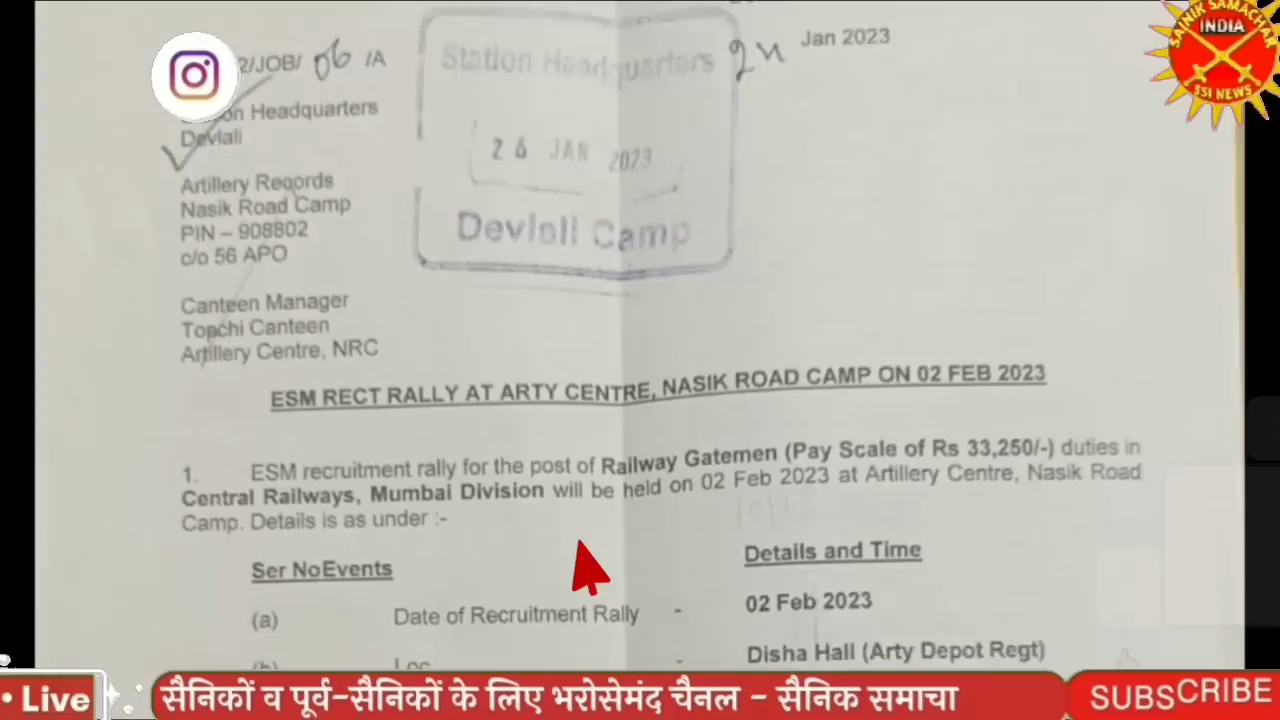 2/JOB/ 06 /A
24 Jan 2023
SAINIK SAMACHAR
INDIA
SSI NEWS
Station Headquarters
26 JAN 2023
Devlali Camp
Headquarters
Devlali
Artillery Records
Nasik Road Camp
PIN – 908802
c/o 56 APO
Canteen Manager
Topchi Canteen
Artillery Centre, NRC
ESM RECT RALLY AT ARTY CENTRE, NASIK ROAD CAMP ON 02 FEB 2023
1. ESM recruitment rally for the post of Railway Gatemen (Pay Scale of Rs 33,250/-) duties in
Central Railways, Mumbai Division will be held on 02 Feb 2023 at Artillery Centre, Nasik Road
Camp. Details is as under :-
Ser NoEvents Details and Time
(a) Date of Recruitment Rally - 02 Feb 2023
(b) Loc - Disha Hall (Arty Depot Regt)
• Live
सैनिकों व पूर्व-सैनिकों के लिए भरोसेमंद चैनल - सैनिक समाचा
SUBSCRIBE